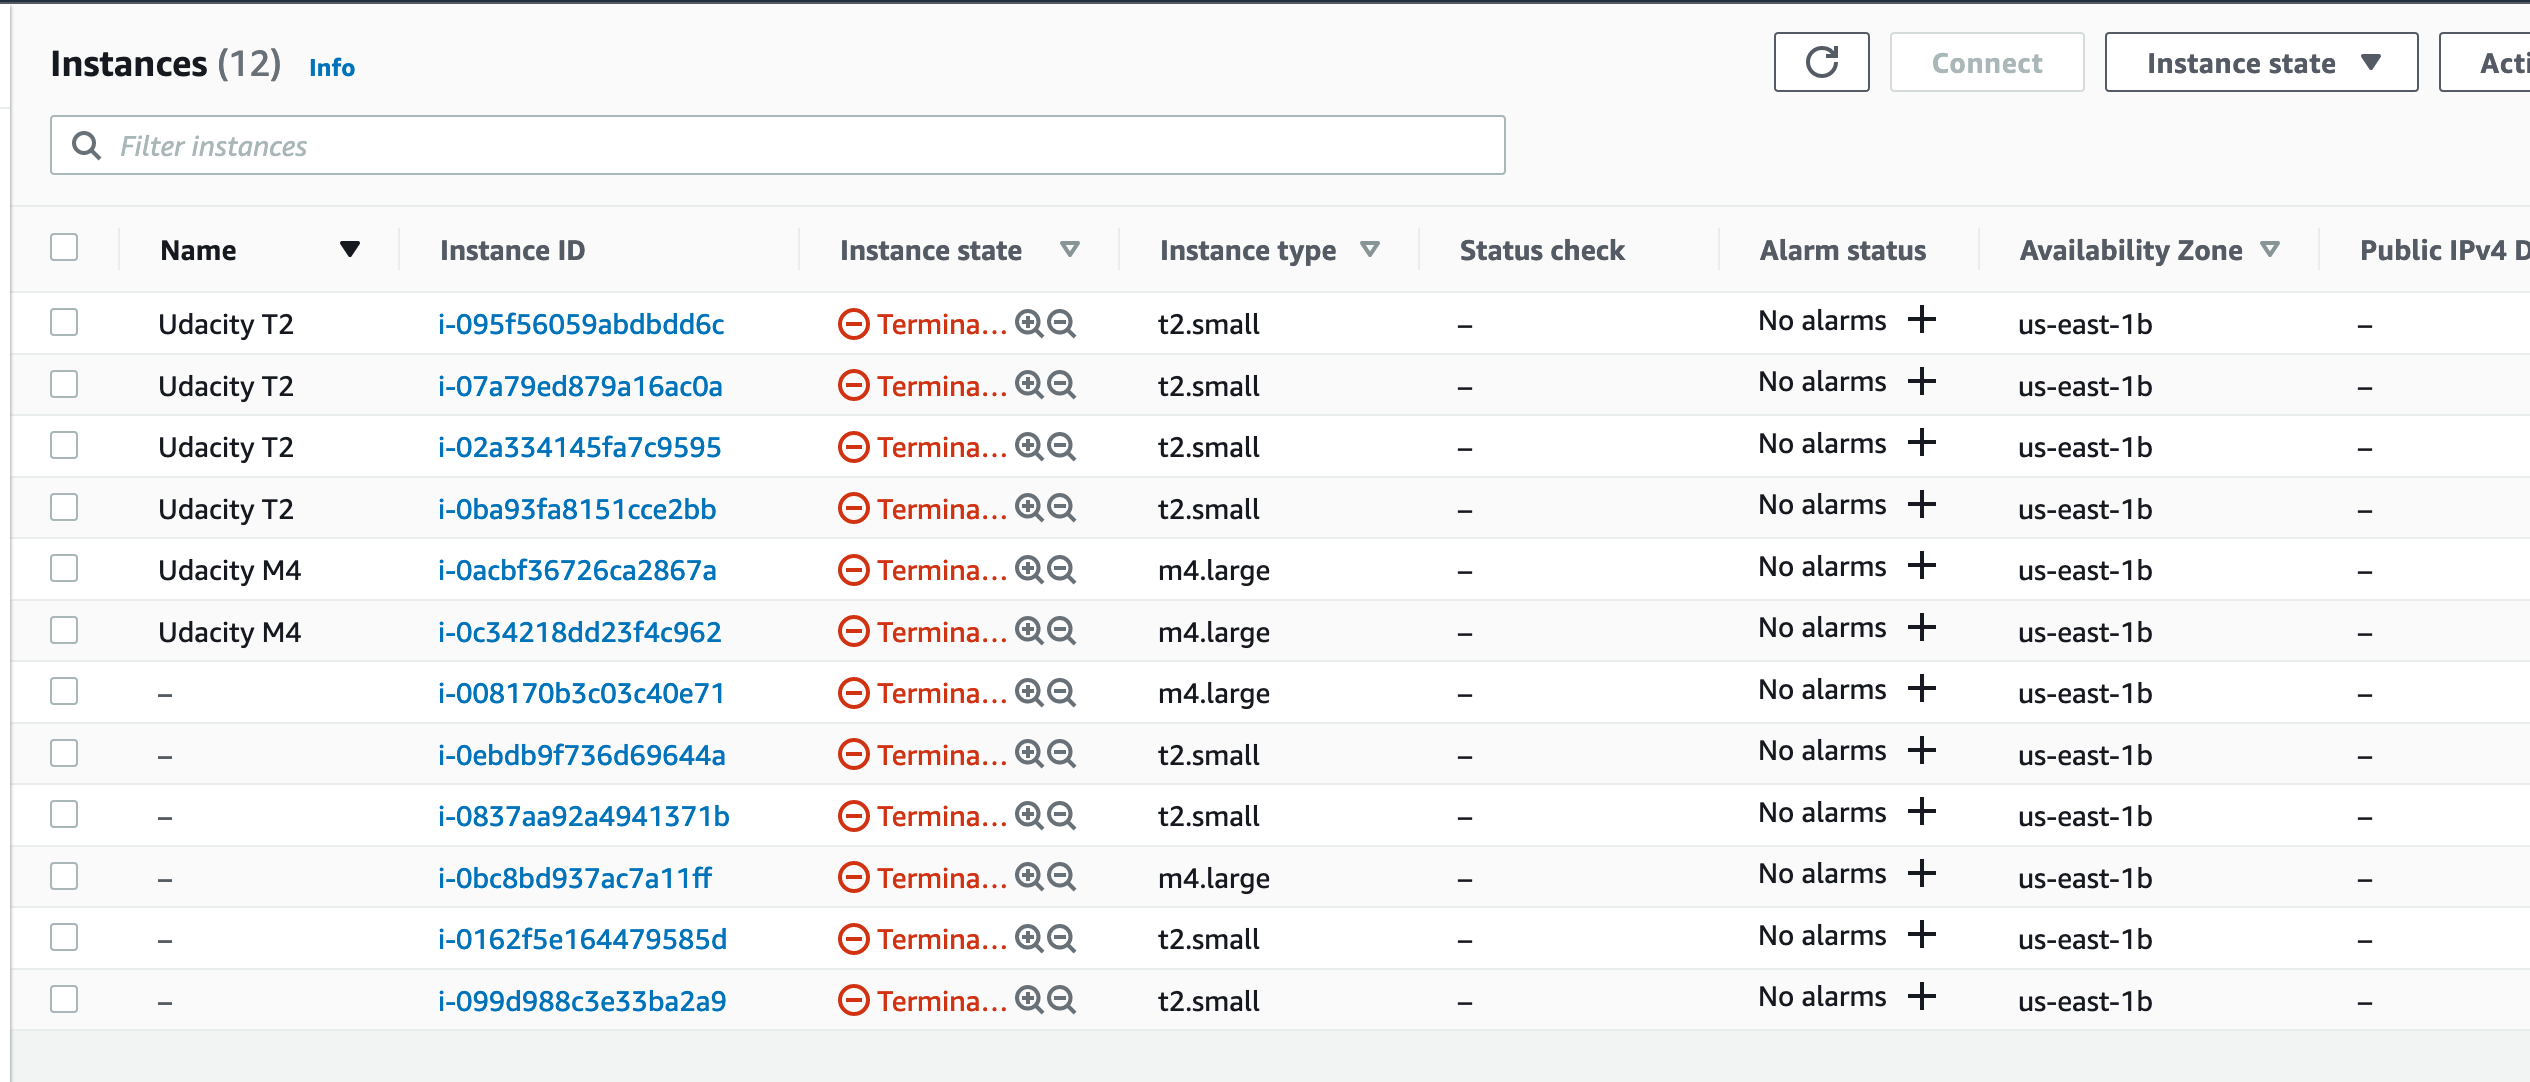 Instances (12) Info Connect Instance state Acti
Filter instances
Name Instance ID Instance state Instance type Status check Alarm status Availability Zone Public IPv4 D
Udacity T2 i-095f56059abdbdd6c Termina... t2.small – No alarms + us-east-1b –
Udacity T2 i-07a79ed879a16ac0a Termina... t2.small – No alarms + us-east-1b –
Udacity T2 i-02a334145fa7c9595 Termina... t2.small – No alarms + us-east-1b –
Udacity T2 i-0ba93fa8151cce2bb Termina... t2.small – No alarms + us-east-1b –
Udacity M4 i-0acbf36726ca2867a Termina... m4.large – No alarms + us-east-1b –
Udacity M4 i-0c34218dd23f4c962 Termina... m4.large – No alarms + us-east-1b –
– i-008170b3c03c40e71 Termina... m4.large – No alarms + us-east-1b –
– i-0ebdb9f736d69644a Termina... t2.small – No alarms + us-east-1b –
– i-0837aa92a4941371b Termina... t2.small – No alarms + us-east-1b –
– i-0bc8bd937ac7a11ff Termina... m4.large – No alarms + us-east-1b –
– i-0162f5e164479585d Termina... t2.small – No alarms + us-east-1b –
– i-099d988c3e33ba2a9 Termina... t2.small – No alarms + us-east-1b –